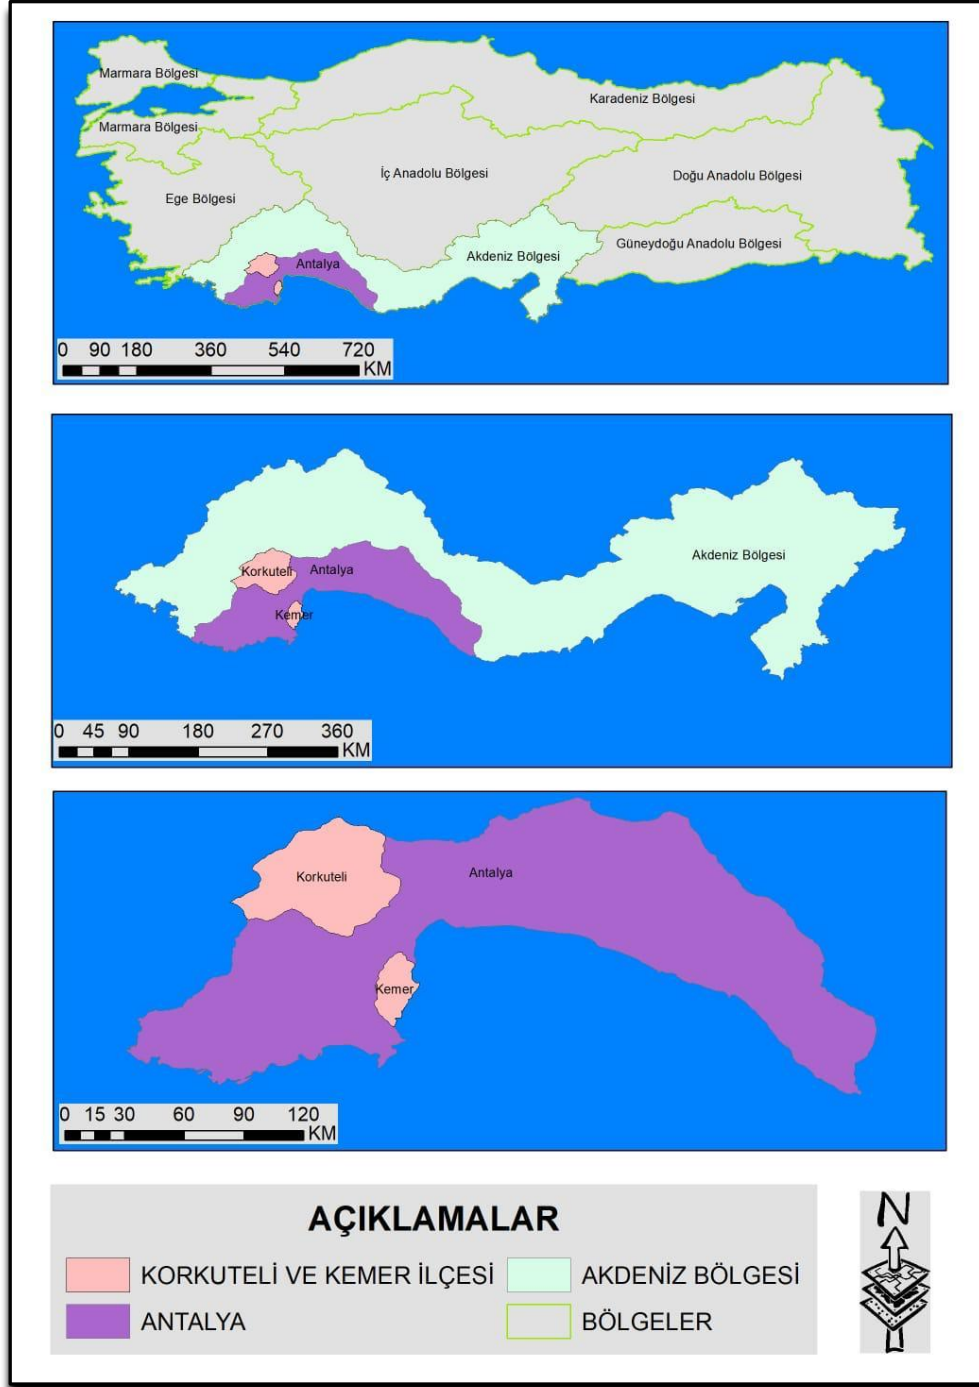 Marmara Bölgesi
Karadeniz Bölgesi
Marmara Bölgesi
İç Anadolu Bölgesi
Doğu Anadolu Bölgesi
Ege Bölgesi
Güneydoğu Anadolu Bölgesi
Akdeniz Bölgesi
Antalya
0 90 180 360 540 720
KM
Akdeniz Bölgesi
Korkuteli Antalya
Kemer
0 45 90 180 270 360
KM
Korkuteli
Antalya
Kemer
0 15 30 60 90 120
KM
AÇIKLAMALAR
KORKUTELİ VE KEMER İLÇESİ
AKDENİZ BÖLGESİ
ANTALYA
BÖLGELER
N